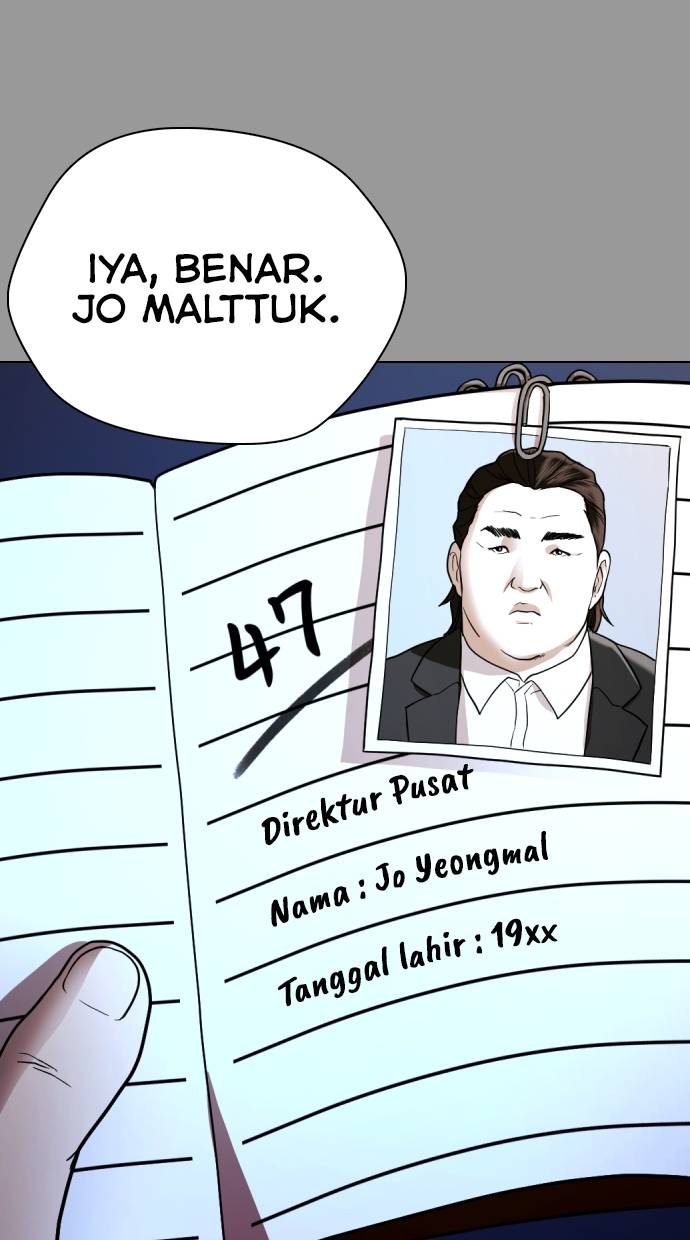 IYA, BENAR.
JO MALTTUK.
47
Direktur Pusat
Nama : Jo Yeongmal
Tanggal lahir : 19xx